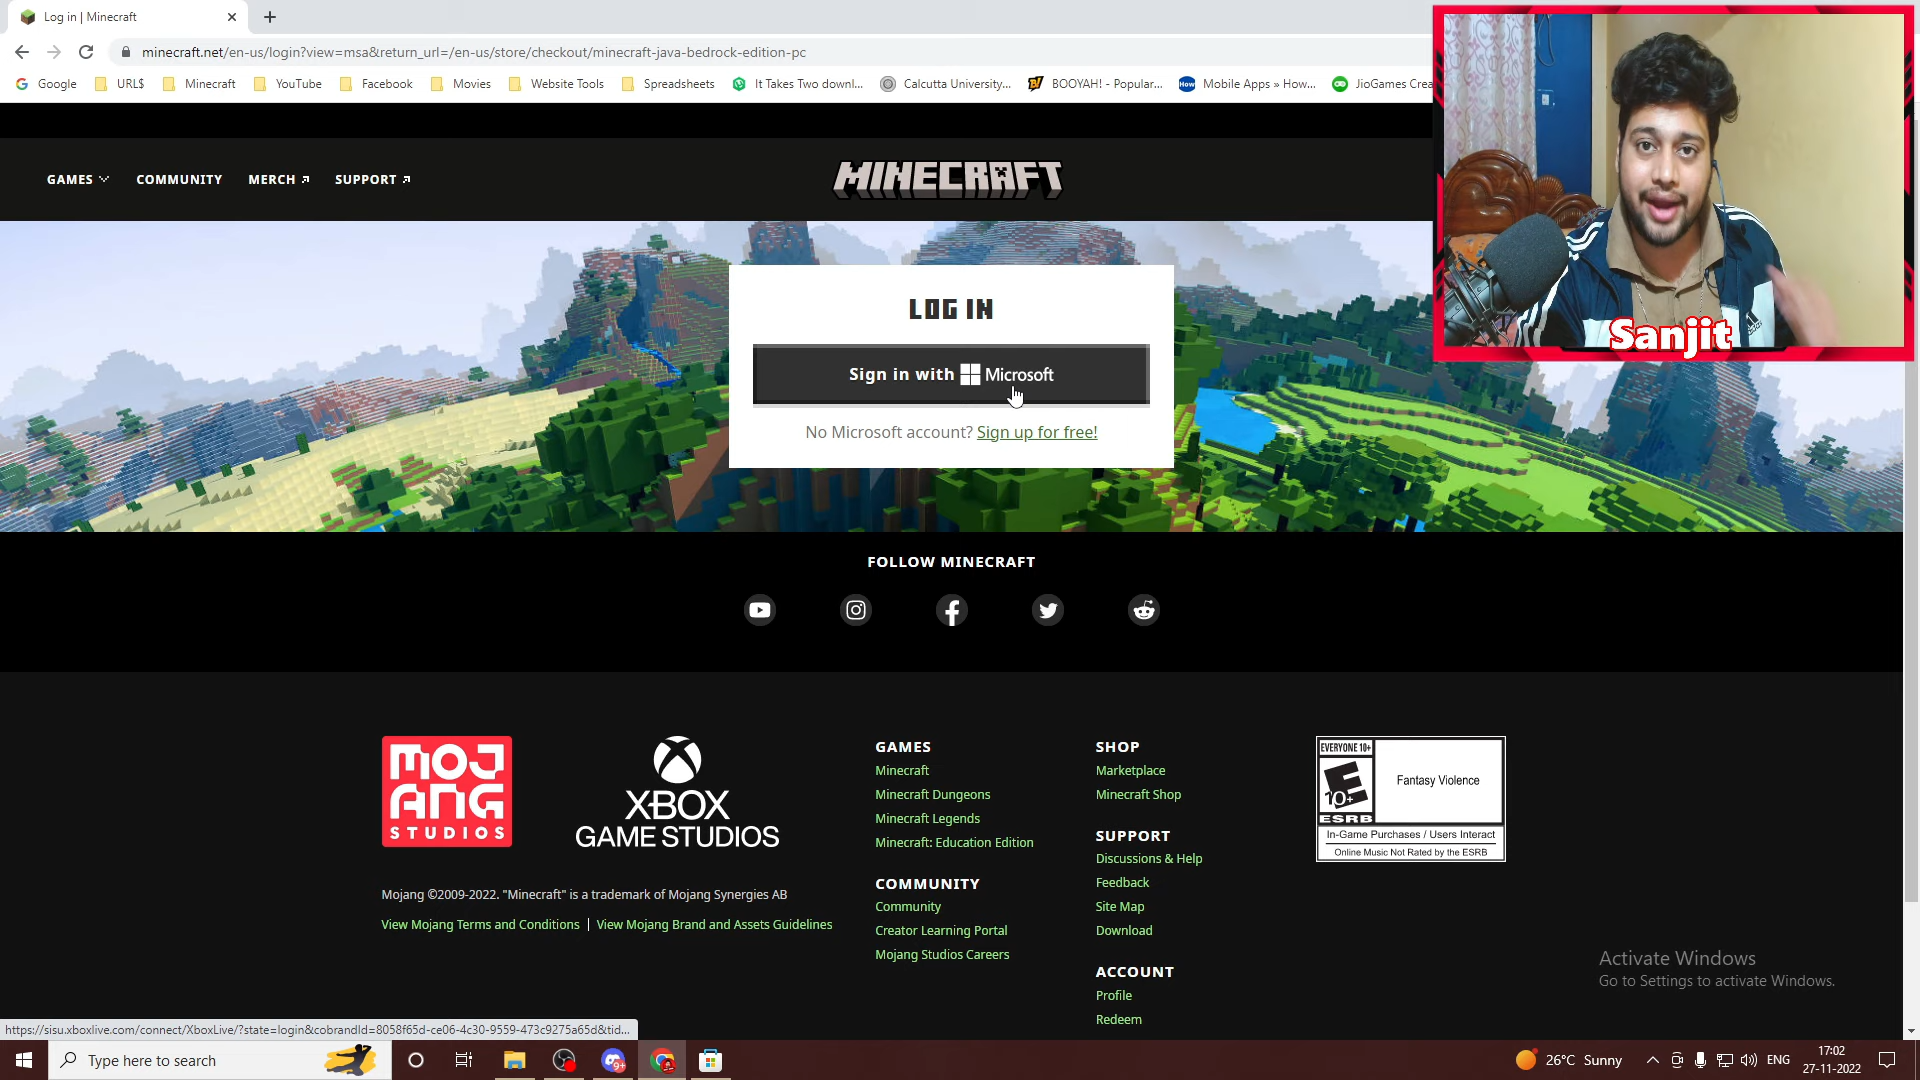 Log in | Minecraft
minecraft.net/en-us/login?view=msa&return_url=/en-us/store/checkout/minecraft-java-bedrock-edition-pc
Google URL$ Minecraft YouTube Facebook Movies Website Tools Spreadsheets It Takes Two downl... Calcutta University... BOOYAH! - Popular... How Mobile Apps » How... JioGames Crea
GAMES COMMUNITY MERCH SUPPORT
MINECRAFT
Sanjit
LOG IN
Sign in with Microsoft
No Microsoft account? Sign up for free!
FOLLOW MINECRAFT
MOJANG
STUDIOS
XBOX
GAME STUDIOS
Mojang ©2009-2022. "Minecraft" is a trademark of Mojang Synergies AB
View Mojang Terms and Conditions | View Mojang Brand and Assets Guidelines
GAMES
Minecraft
Minecraft Dungeons
Minecraft Legends
Minecraft: Education Edition
COMMUNITY
Community
Creator Learning Portal
Mojang Studios Careers
SHOP
Marketplace
Minecraft Shop
SUPPORT
Discussions & Help
Feedback
Site Map
Download
ACCOUNT
Profile
Redeem
EVERYONE 10+
E
10+
ESRB
Fantasy Violence
In-Game Purchases / Users Interact
Online Music Not Rated by the ESRB
Activate Windows
Go to Settings to activate Windows.
https://sisu.xboxlive.com/connect/XboxLive/?state=login&cobrandId=8058f65d-ce06-4c30-9559-473c9275a65d&tid...
Type here to search
9+
26°C Sunny
ENG
17:02
27-11-2022